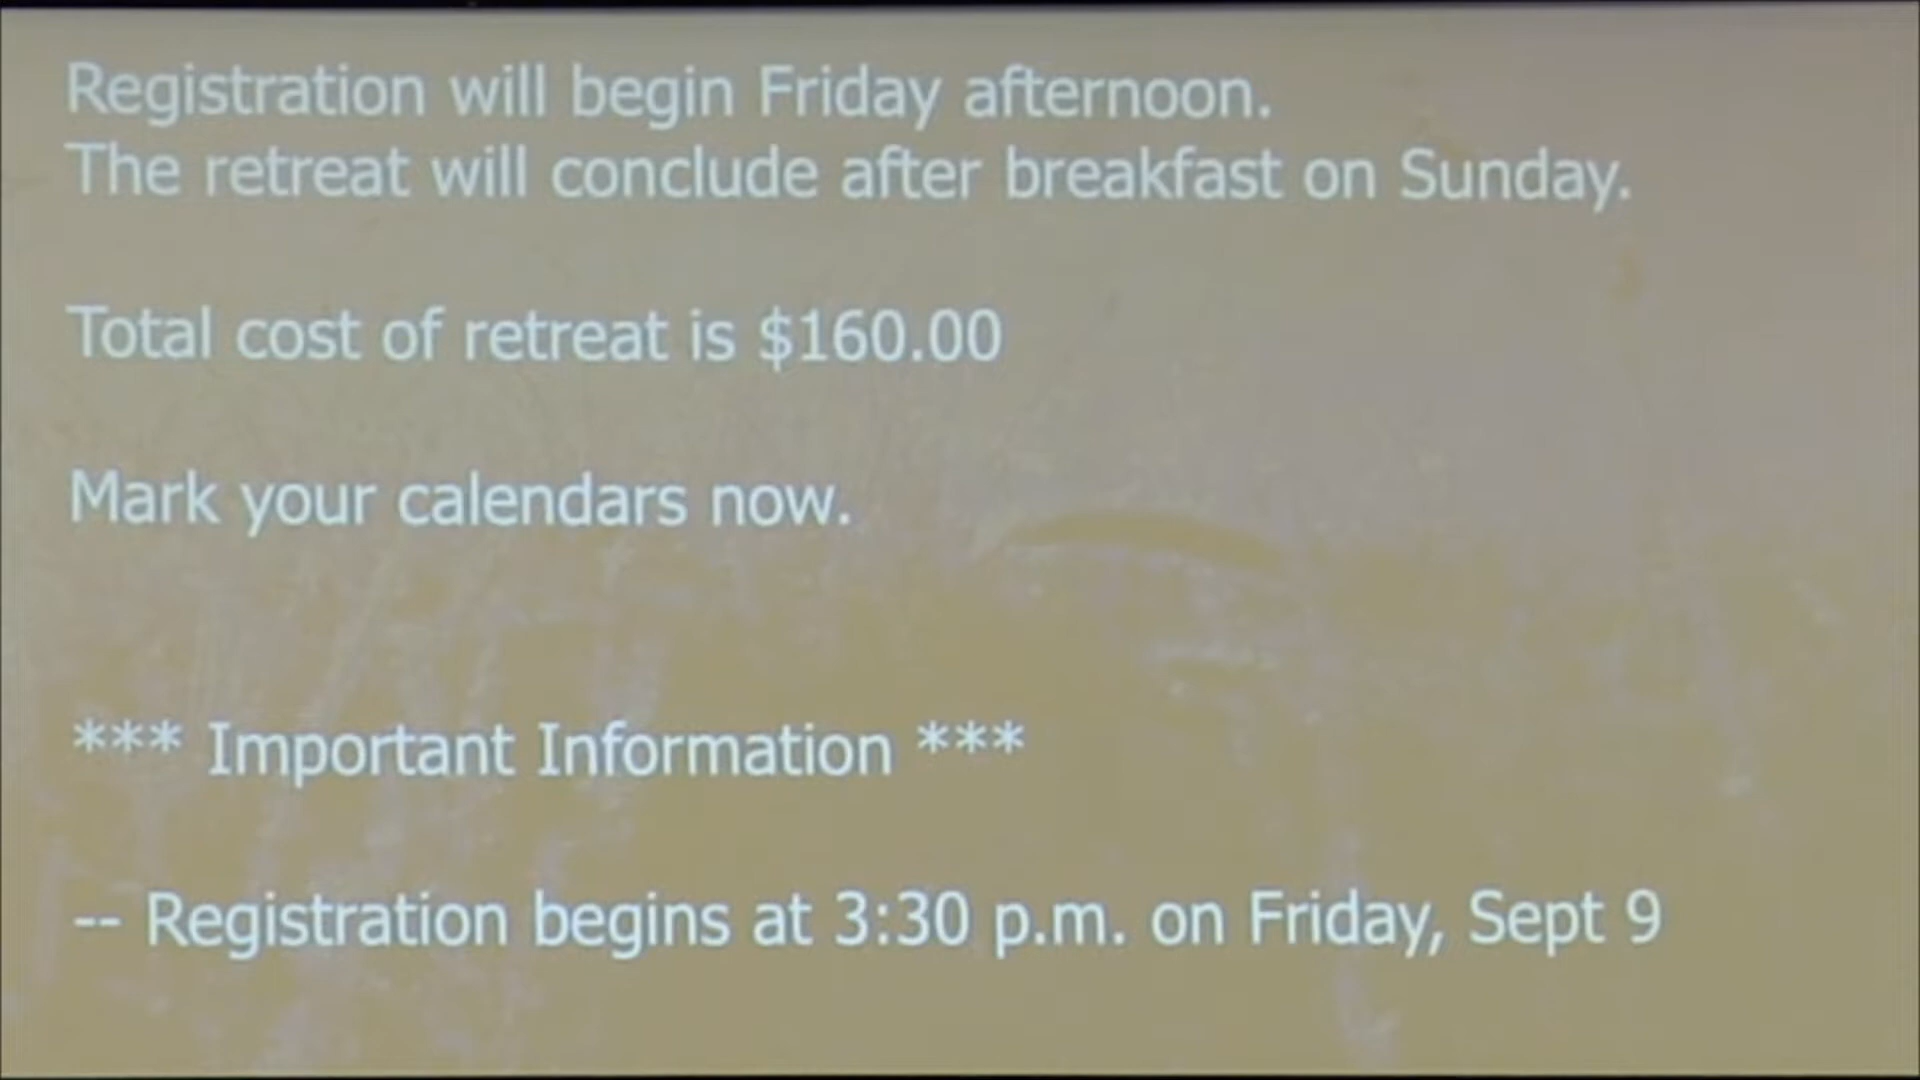 Registration will begin Friday afternoon.
The retreat will conclude after breakfast on Sunday.
Total cost of retreat is $160.00
Mark your calendars now.
*** Important Information ***
-- Registration begins at 3:30 p.m. on Friday, Sept 9